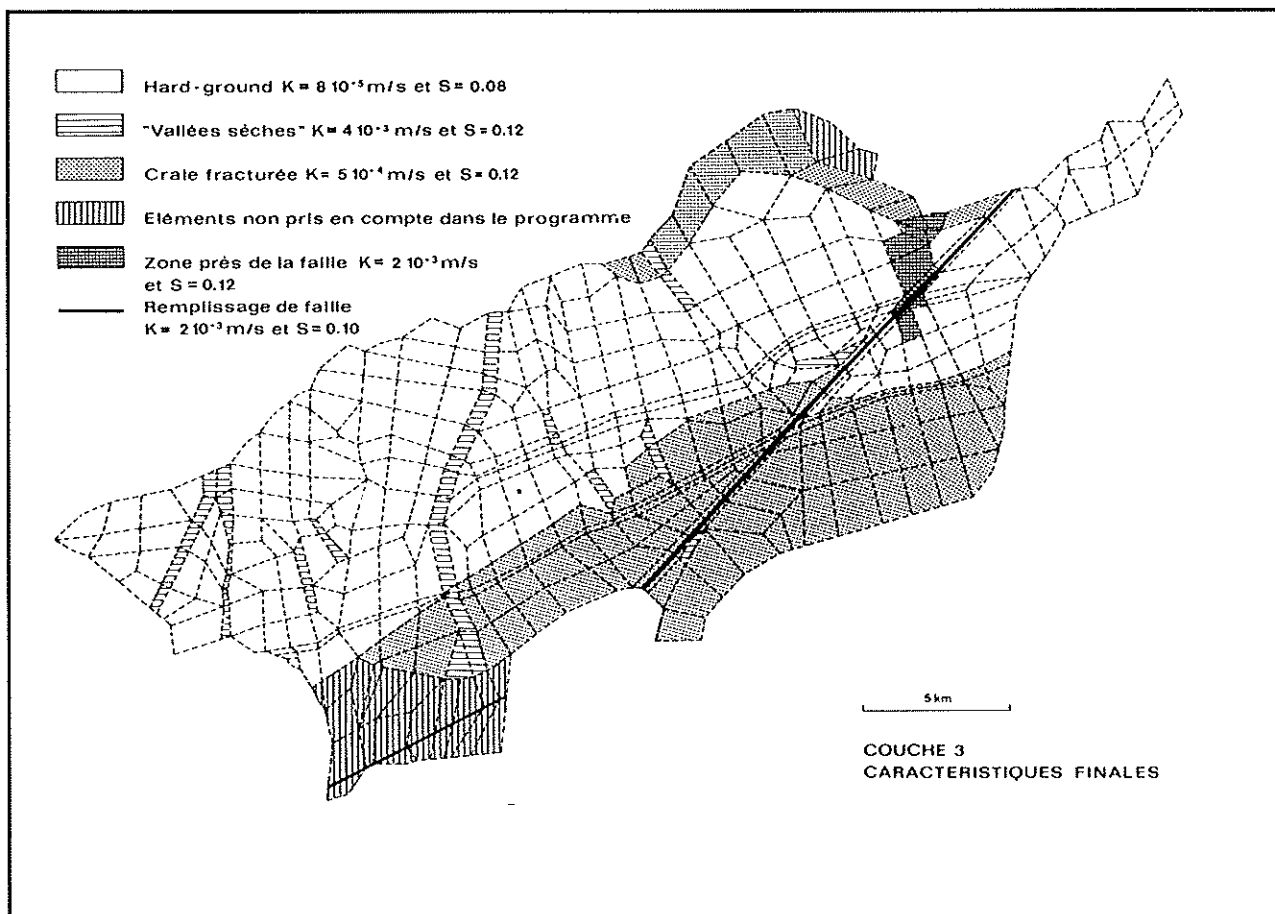 Hard-ground K = 8 10⁻⁵ m/s et S = 0.08
"Vallées sèches" K = 4 10⁻³ m/s et S = 0.12
Craie fracturée K = 5 10⁻⁴ m/s et S = 0.12
Eléments non pris en compte dans le programme
Zone près de la faille K = 2 10⁻³ m/s
et S = 0.12
Remplissage de faille
K = 2 10⁻³ m/s et S = 0.10
5 km
COUCHE 3
CARACTERISTIQUES FINALES